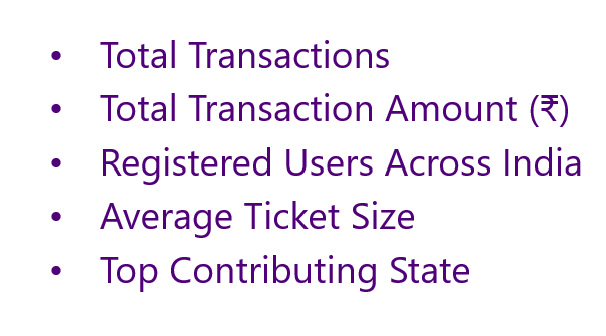 • Total Transactions
• Total Transaction Amount (₹)
• Registered Users Across India
• Average Ticket Size
• Top Contributing State